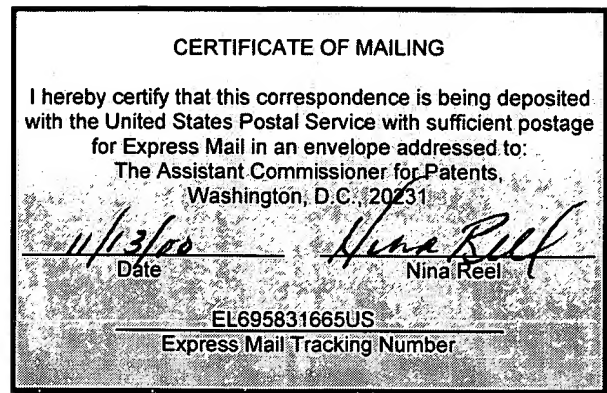 CERTIFICATE OF MAILING
I hereby certify that this correspondence is being deposited
with the United States Postal Service with sufficient postage
for Express Mail in an envelope addressed to:
The Assistant Commissioner for Patents,
Washington, D.C., 20231
11/13/00 Nina Reel
Date Nina Reel
EL695831665US
Express Mail Tracking Number